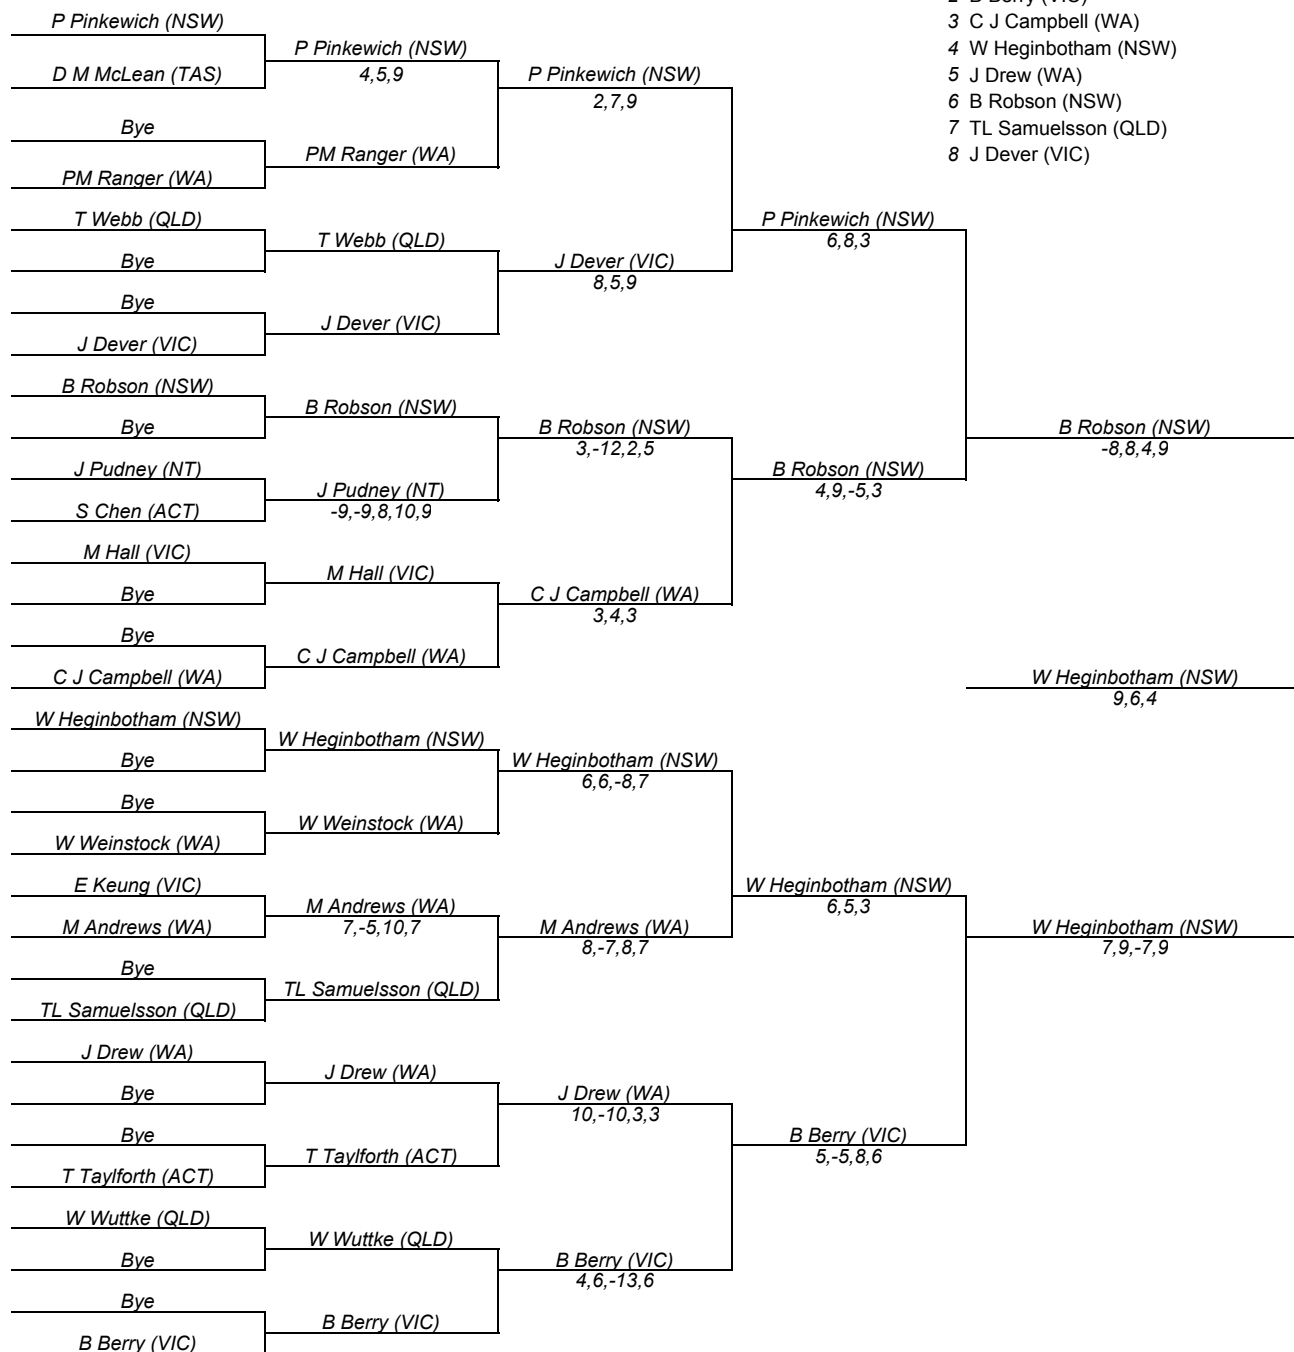 2 B Berry (VIC)
3 C J Campbell (WA)
4 W Heginbotham (NSW)
5 J Drew (WA)
6 B Robson (NSW)
7 TL Samuelsson (QLD)
8 J Dever (VIC)
P Pinkewich (NSW)
D M McLean (TAS)
Bye
PM Ranger (WA)
T Webb (QLD)
Bye
Bye
J Dever (VIC)
B Robson (NSW)
Bye
J Pudney (NT)
S Chen (ACT)
M Hall (VIC)
Bye
Bye
C J Campbell (WA)
W Heginbotham (NSW)
Bye
Bye
W Weinstock (WA)
E Keung (VIC)
M Andrews (WA)
Bye
TL Samuelsson (QLD)
J Drew (WA)
Bye
Bye
T Taylforth (ACT)
W Wuttke (QLD)
Bye
Bye
B Berry (VIC)
P Pinkewich (NSW)
4,5,9
PM Ranger (WA)
T Webb (QLD)
J Dever (VIC)
B Robson (NSW)
J Pudney (NT)
-9,-9,8,10,9
M Hall (VIC)
C J Campbell (WA)
W Heginbotham (NSW)
W Weinstock (WA)
M Andrews (WA)
7,-5,10,7
TL Samuelsson (QLD)
J Drew (WA)
T Taylforth (ACT)
W Wuttke (QLD)
B Berry (VIC)
P Pinkewich (NSW)
2,7,9
J Dever (VIC)
8,5,9
B Robson (NSW)
3,-12,2,5
C J Campbell (WA)
3,4,3
W Heginbotham (NSW)
6,6,-8,7
M Andrews (WA)
8,-7,8,7
J Drew (WA)
10,-10,3,3
B Berry (VIC)
4,6,-13,6
P Pinkewich (NSW)
6,8,3
B Robson (NSW)
4,9,-5,3
W Heginbotham (NSW)
6,5,3
B Berry (VIC)
5,-5,8,6
B Robson (NSW)
-8,8,4,9
W Heginbotham (NSW)
9,6,4
W Heginbotham (NSW)
7,9,-7,9